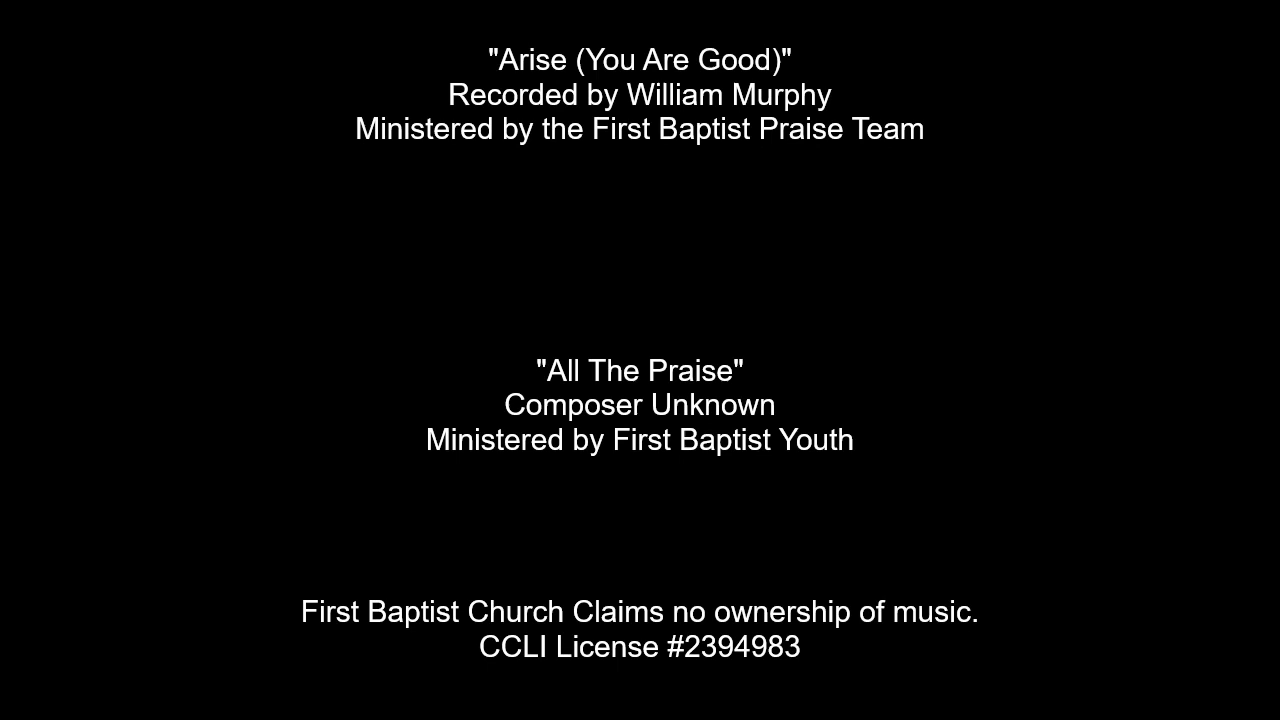 "Arise (You Are Good)"
Recorded by William Murphy
Ministered by the First Baptist Praise Team
"All The Praise"
Composer Unknown
Ministered by First Baptist Youth
First Baptist Church Claims no ownership of music.
CCLI License #2394983